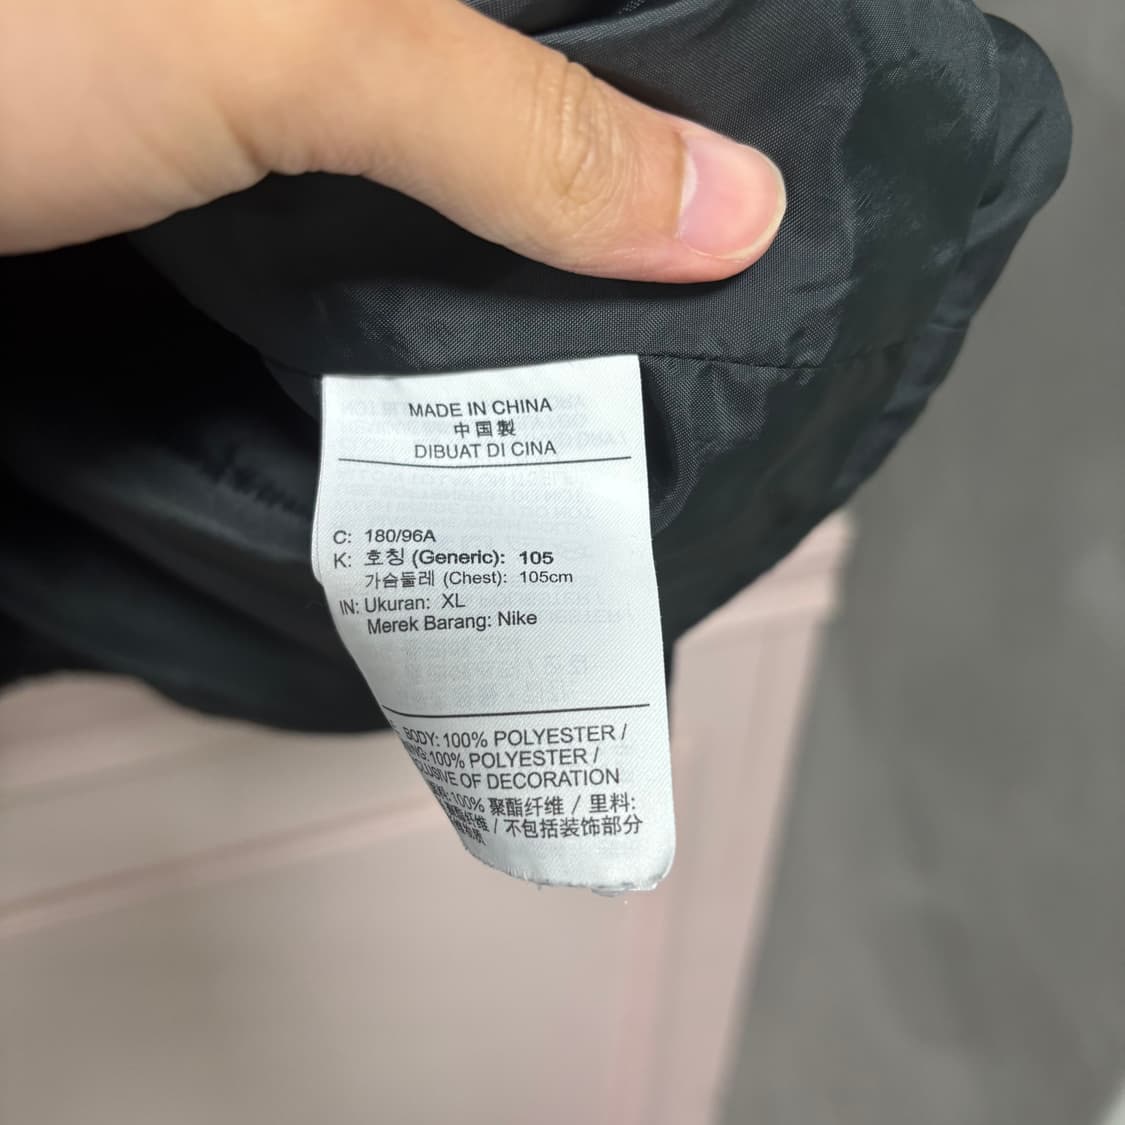 MADE IN CHINA
中国製
DIBUAT DI CINA
C: 180/96A
K: 호칭 (Generic): 105
가슴둘레 (Chest): 105cm
IN: Ukuran: XL
Merek Barang: Nike
BODY: 100% POLYESTER /
100% POLYESTER /
OF DECORATION
100% 聚酯纤维 / 里料:
/ 不包括装饰部分